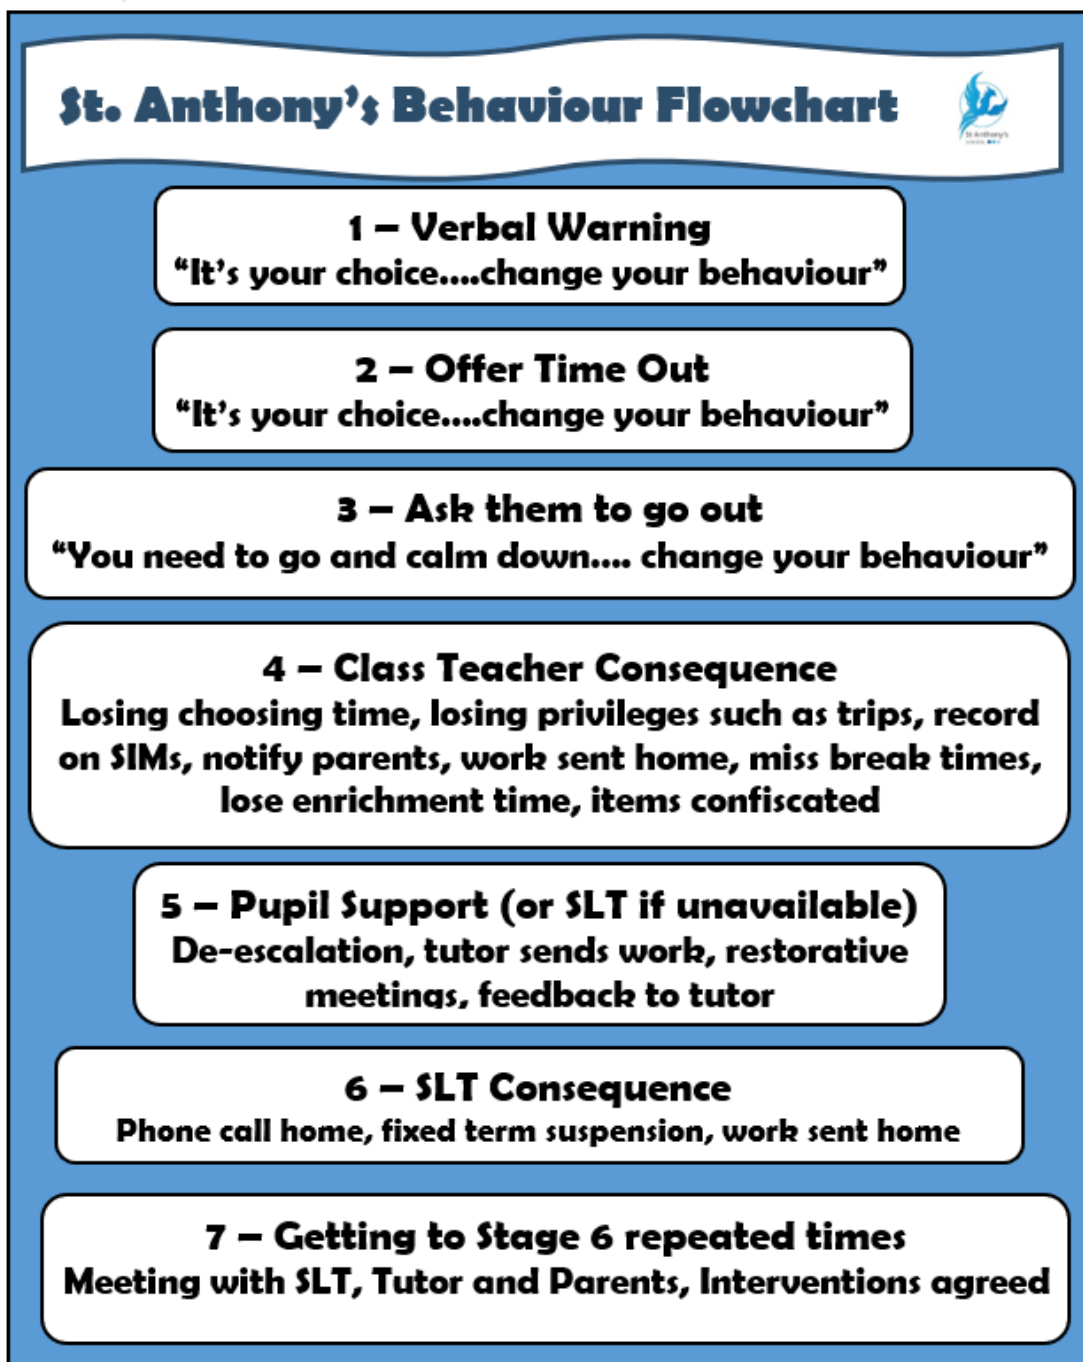 St. Anthony's Behaviour Flowchart
St Anthony's
SCHOOL
1 – Verbal Warning
“It's your choice....change your behaviour”
2 – Offer Time Out
“It's your choice....change your behaviour”
3 – Ask them to go out
“You need to go and calm down.... change your behaviour”
4 – Class Teacher Consequence
Losing choosing time, losing privileges such as trips, record
on SIMs, notify parents, work sent home, miss break times,
lose enrichment time, items confiscated
5 – Pupil Support (or SLT if unavailable)
De-escalation, tutor sends work, restorative
meetings, feedback to tutor
6 – SLT Consequence
Phone call home, fixed term suspension, work sent home
7 – Getting to Stage 6 repeated times
Meeting with SLT, Tutor and Parents, Interventions agreed